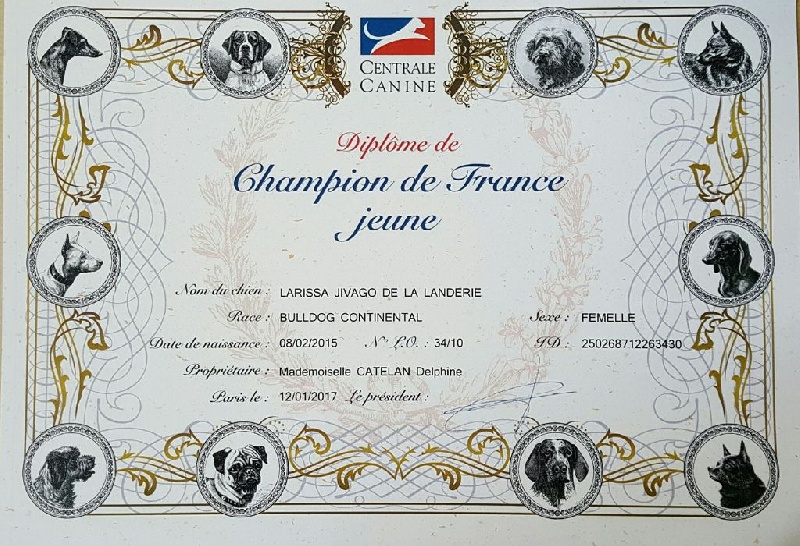 CENTRALE
CANINE
Diplôme de
Champion de France
jeune
Nom du chien : LARISSA JIVAGO DE LA LANDERIE
Race : BULLDOG CONTINENTAL Sexe : FEMELLE
Date de naissance : 08/02/2015 N° L.O. : 34/10 I.D : 250268712263430
Propriétaire : Mademoiselle CATELAN Delphine
Paris le : 12/01/2017 Le président :